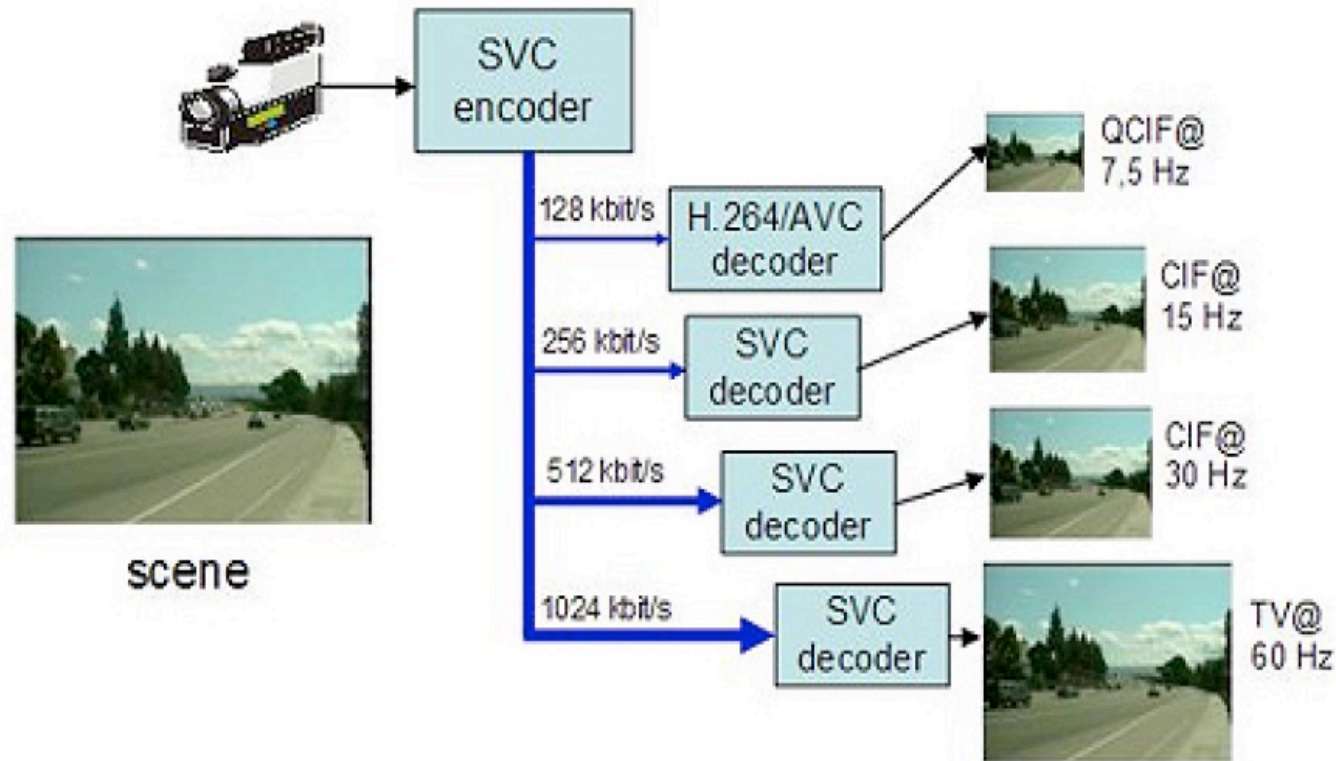 SVC
encoder
128 kbit/s
H.264/AVC
decoder
QCIF@
7,5 Hz
256 kbit/s
SVC
decoder
CIF@
15 Hz
512 kbit/s
SVC
decoder
CIF@
30 Hz
scene
1024 kbit/s
SVC
decoder
TV@
60 Hz